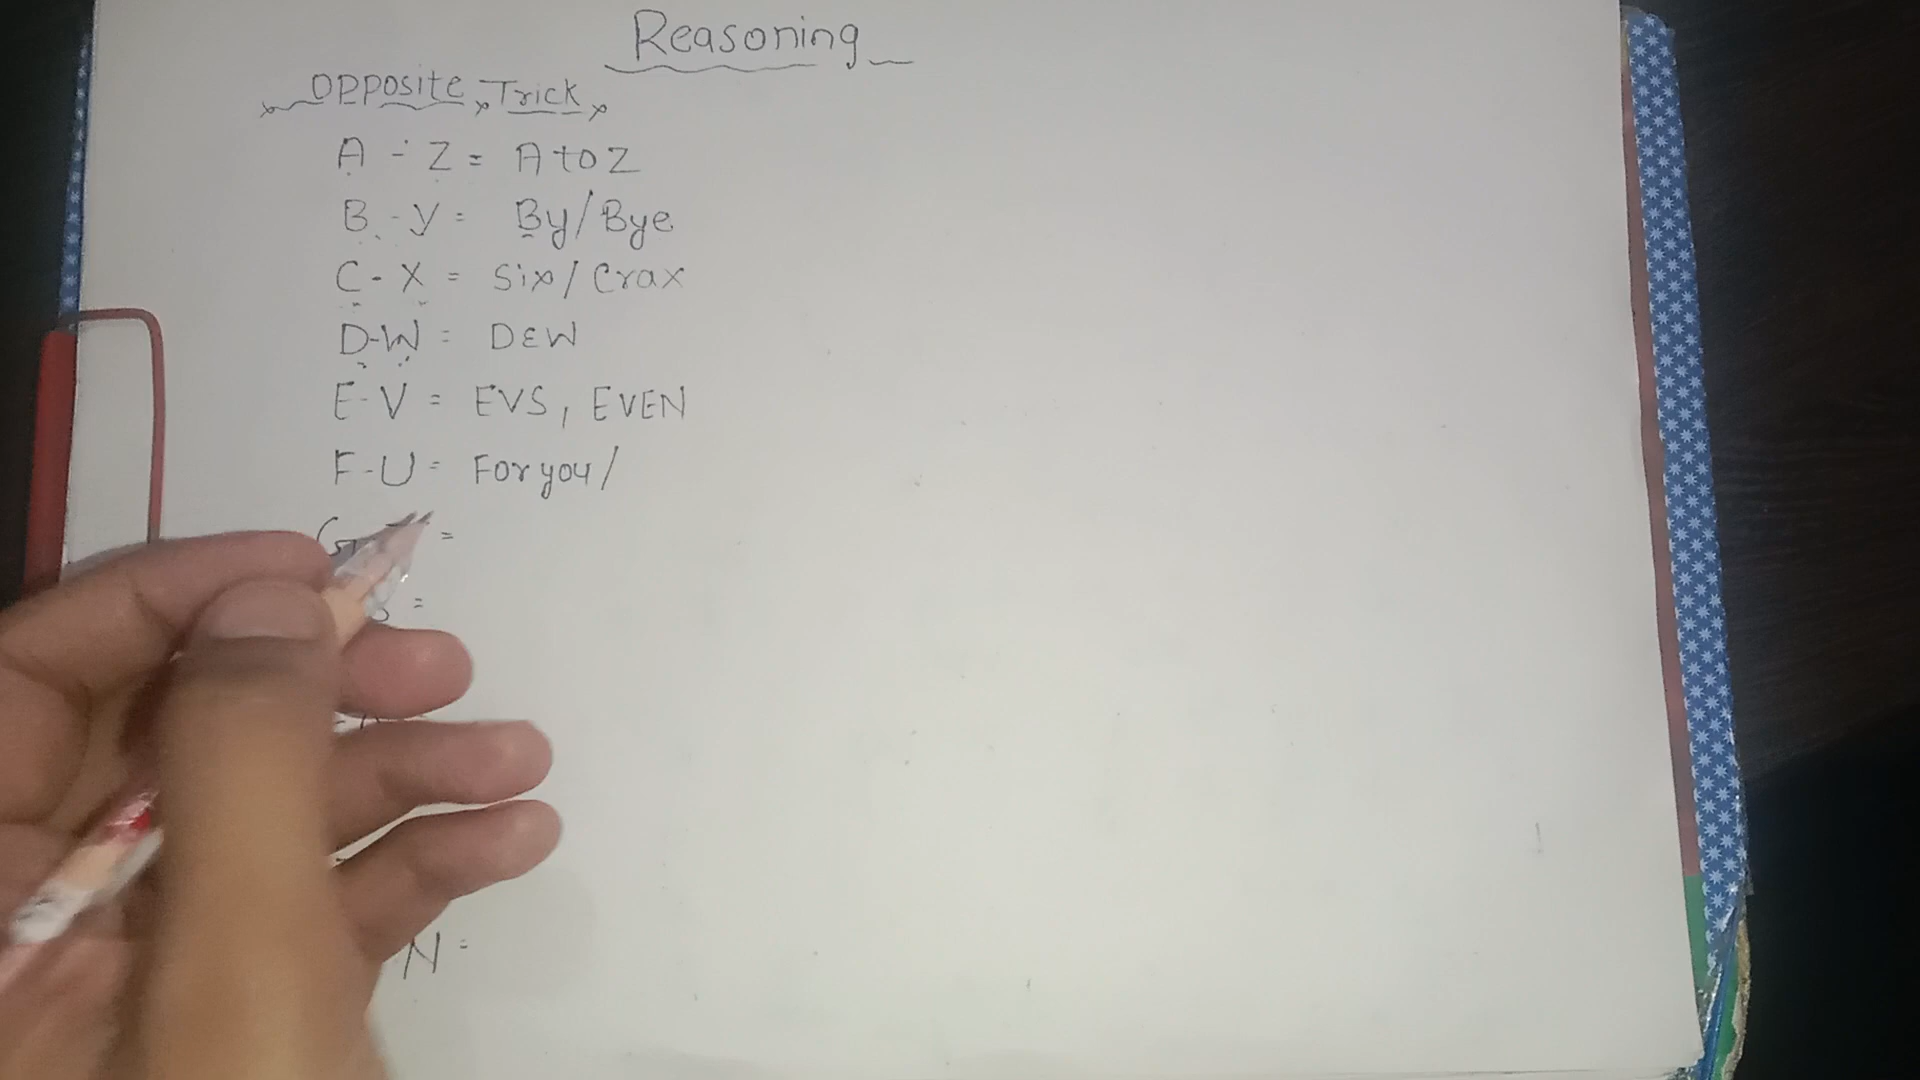 Reasoning
Opposite Trick
A - Z = A to Z
B - Y = By/Bye
C - X = Six/Crax
D-W = DEW
E-V = EVS, EVEN
F-U = For you/
G =
=
N =